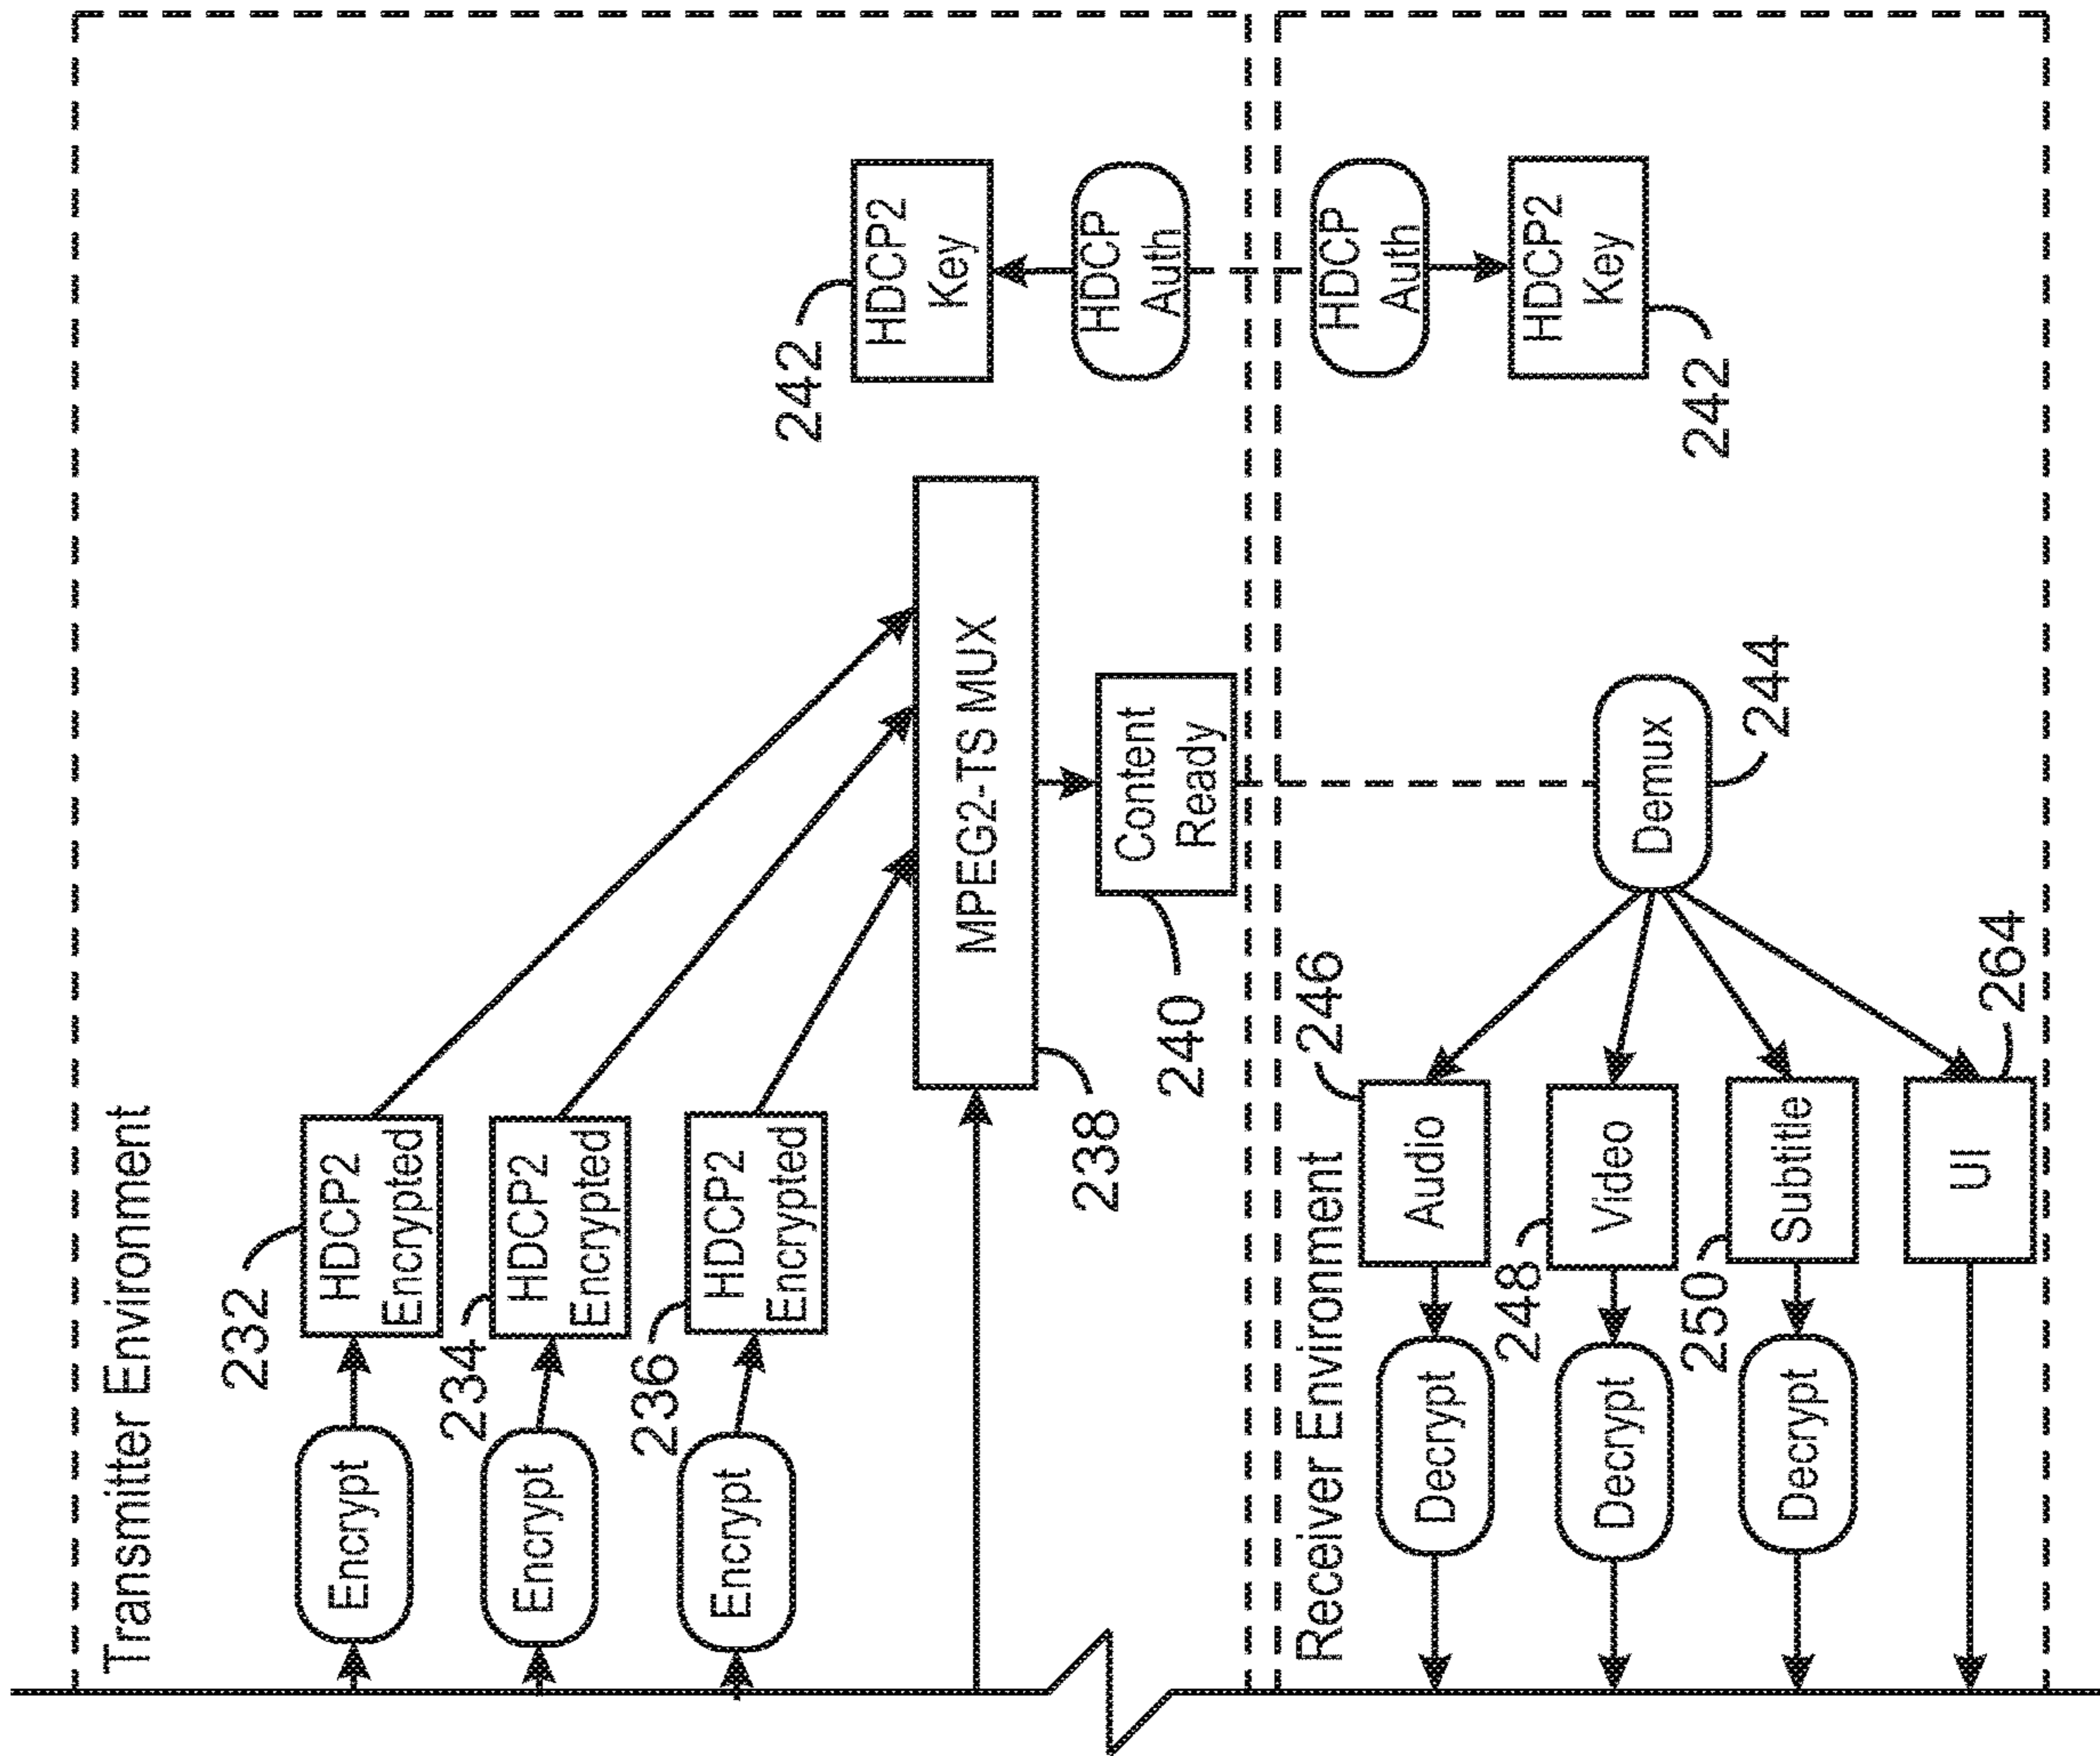 Transmitter Environment
Encrypt
232
HDCP2
Encrypted
Encrypt
234
HDCP2
Encrypted
Encrypt
236
HDCP2
Encrypted
238
MPEG2-TS MUX
240
Content
Ready
242
HDCP2
Key
HDCP
Auth
Receiver Environment
HDCP
Auth
HDCP2
Key
242
Demux
244
246
Audio
Decrypt
248
Video
Decrypt
250
Subtitle
Decrypt
264
UI